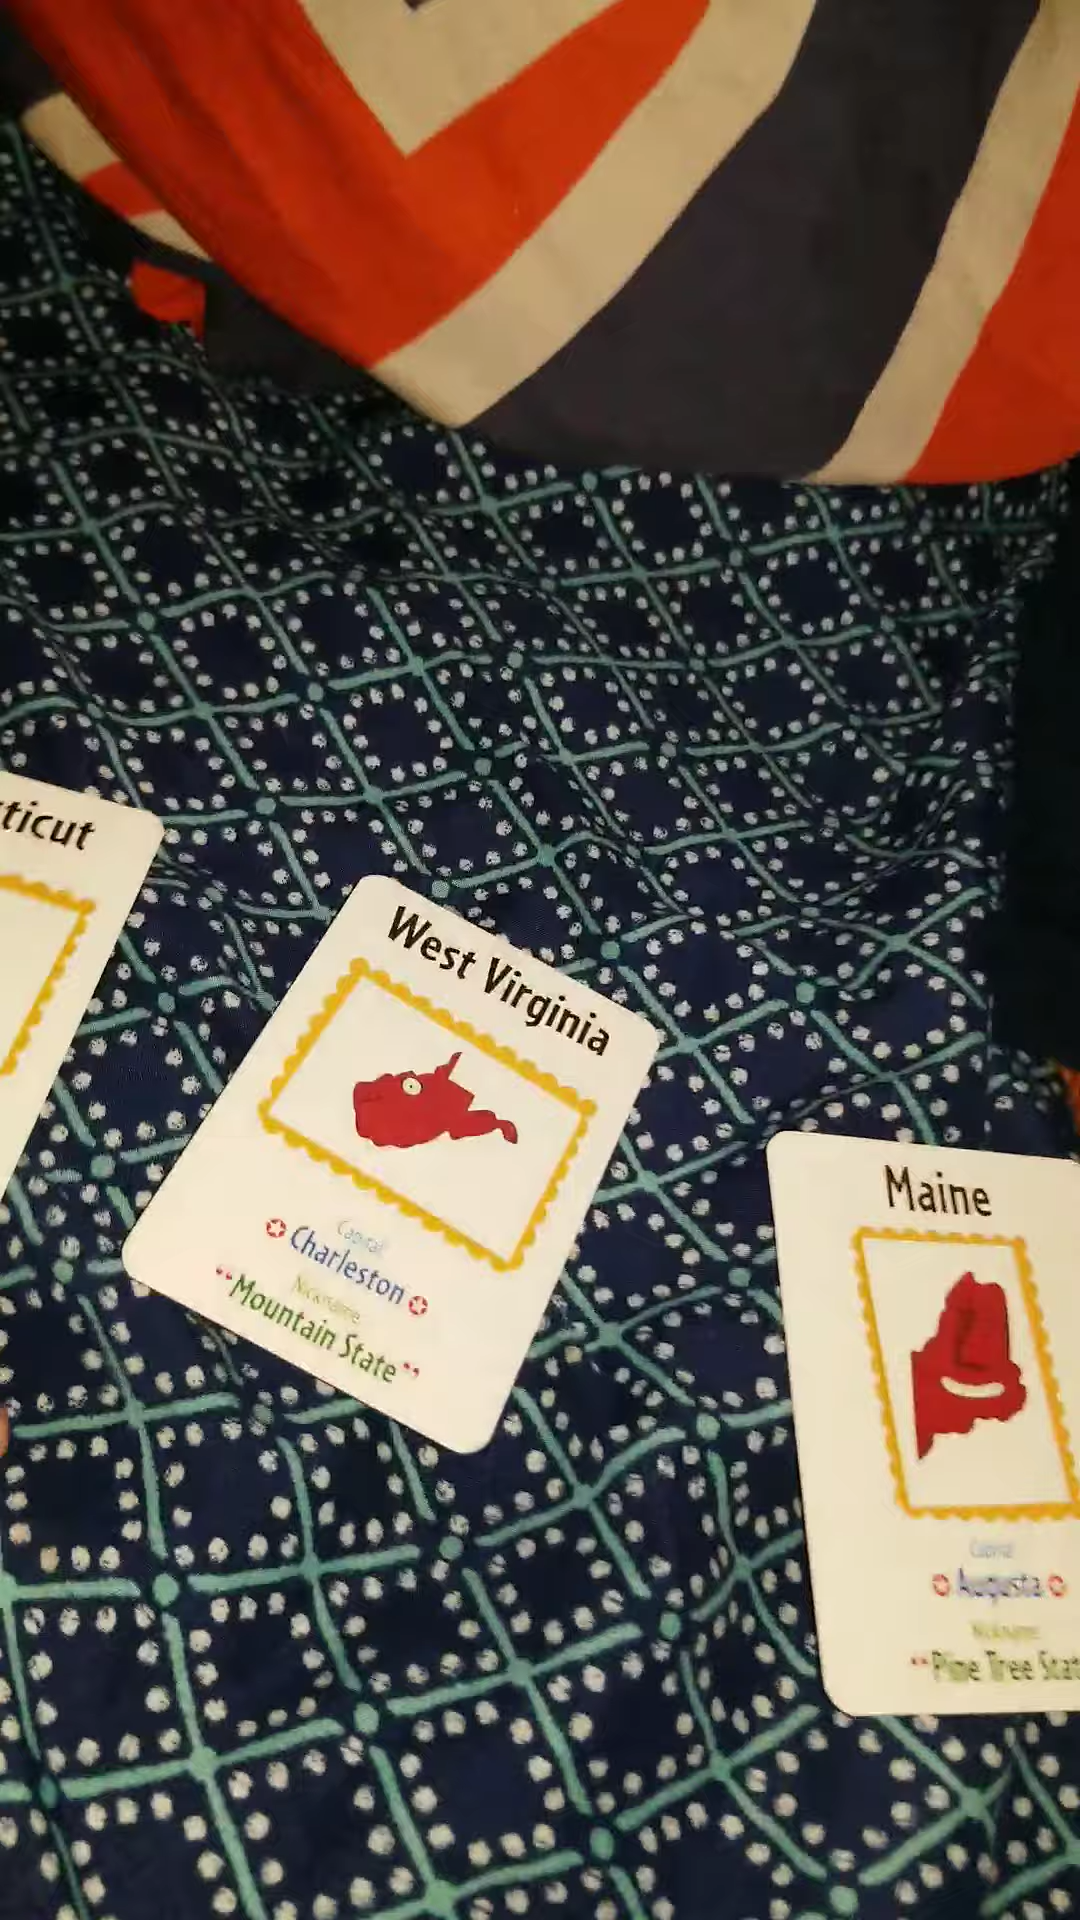 ticut
West Virginia
Capital
Charleston
Nickname
"Mountain State"
Maine
Capital
Augusta
Nickname
"Pine Tree Stat